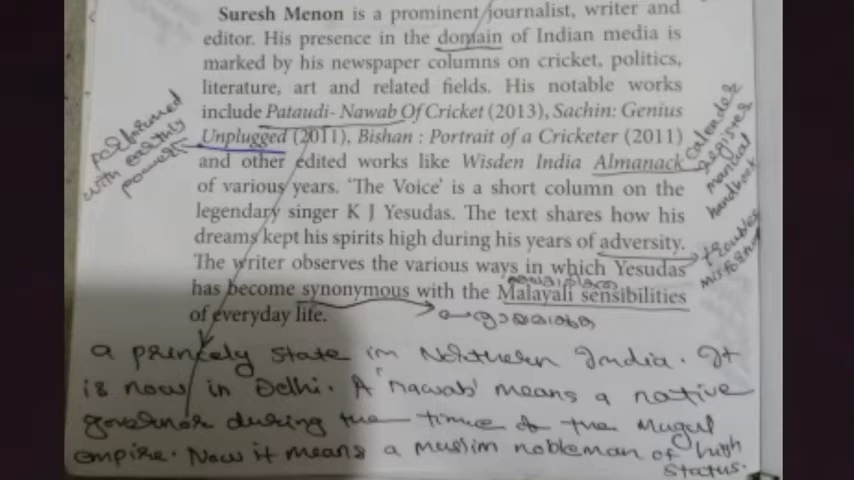 Suresh Menon is a prominent journalist, writer and
editor. His presence in the domain of Indian media is
marked by his newspaper columns on cricket, politics,
literature, art and related fields. His notable works
include Pataudi- Nawab Of Cricket (2013), Sachin: Genius
Unplugged (2011), Bishan : Portrait of a Cricketer (2011)
and other edited works like Wisden India Almanack
of various years. ‘The Voice’ is a short column on the
legendary singer K J Yesudas. The text shares how his
dreams kept his spirits high during his years of adversity.
The writer observes the various ways in which Yesudas
has become synonymous with the Malayali sensibilities
of everyday life.
performed
with earthly
power
calender
register
manual
handbook
troubles
a princely state in Northern India. It
is now in Delhi. A 'nawab' means a native
governor during the time of the Mugul
empire. Now it means a muslim nobleman of high
status.